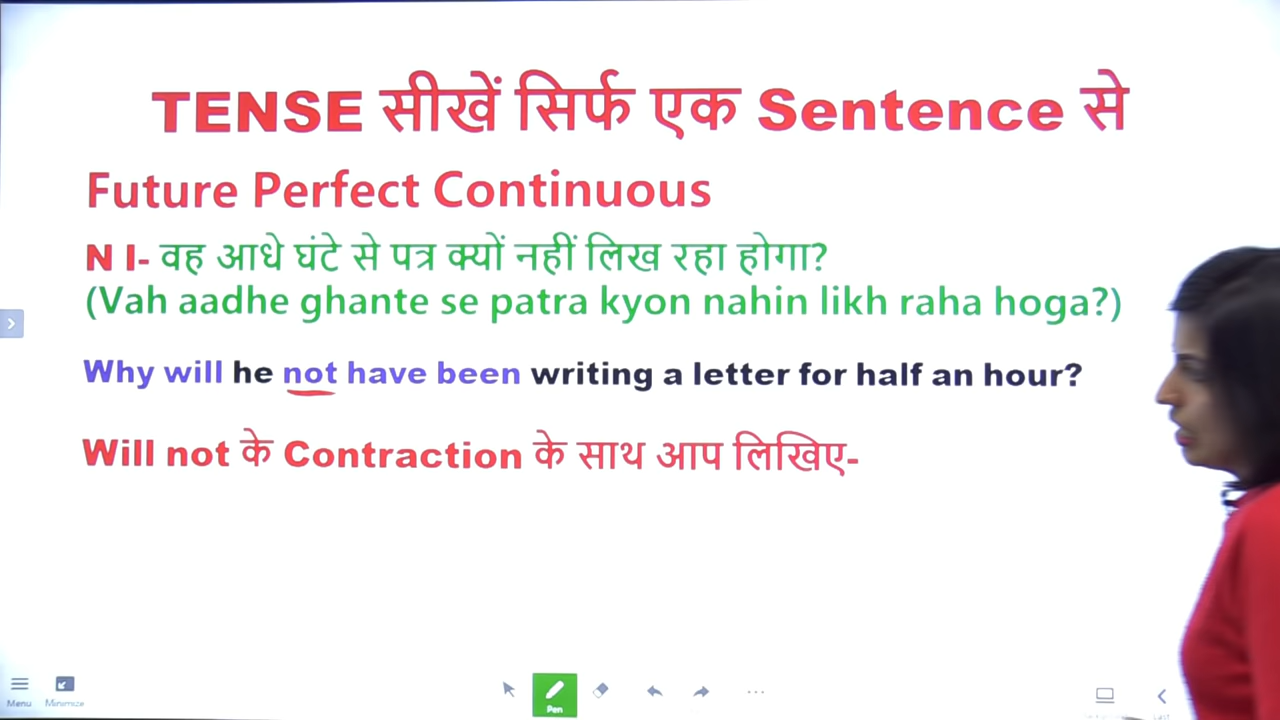 TENSE सीखें सिर्फ एक Sentence से
Future Perfect Continuous
N I- वह आधे घंटे से पत्र क्यों नहीं लिख रहा होगा?
(Vah aadhe ghante se patra kyon nahin likh raha hoga?)
Why will he not have been writing a letter for half an hour?
Will not के Contraction के साथ आप लिखिए-
Menu
Minimize
Pen